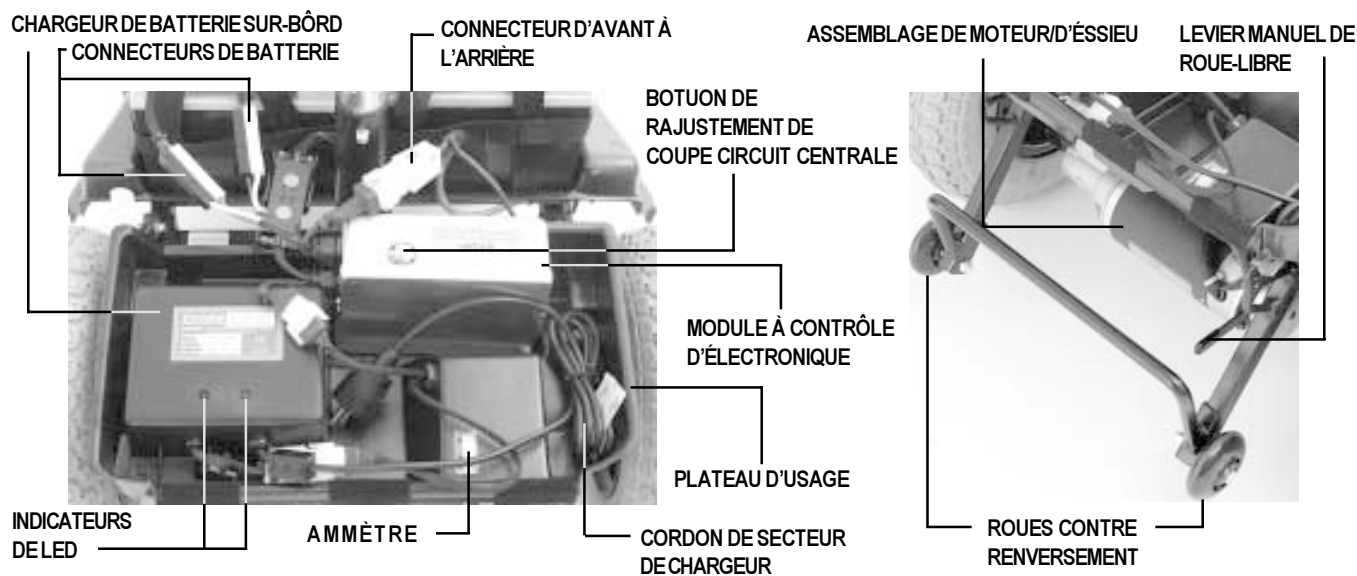 CHARGEUR DE BATTERIE SUR-BÔRD
CONNECTEURS DE BATTERIE
CONNECTEUR D'AVANT À
L'ARRIÈRE
BOTUON DE
RAJUSTEMENT DE
COUPE CIRCUIT CENTRALE
MODULE À CONTRÔLE
D'ÉLECTRONIQUE
PLATEAU D'USAGE
INDICATEURS
DE LED
AMMÈTRE
CORDON DE SECTEUR
DE CHARGEUR
ASSEMBLAGE DE MOTEUR/D'ÉSSIEU
LEVIER MANUEL DE
ROUE-LIBRE
ROUES CONTRE
RENVERSEMENT